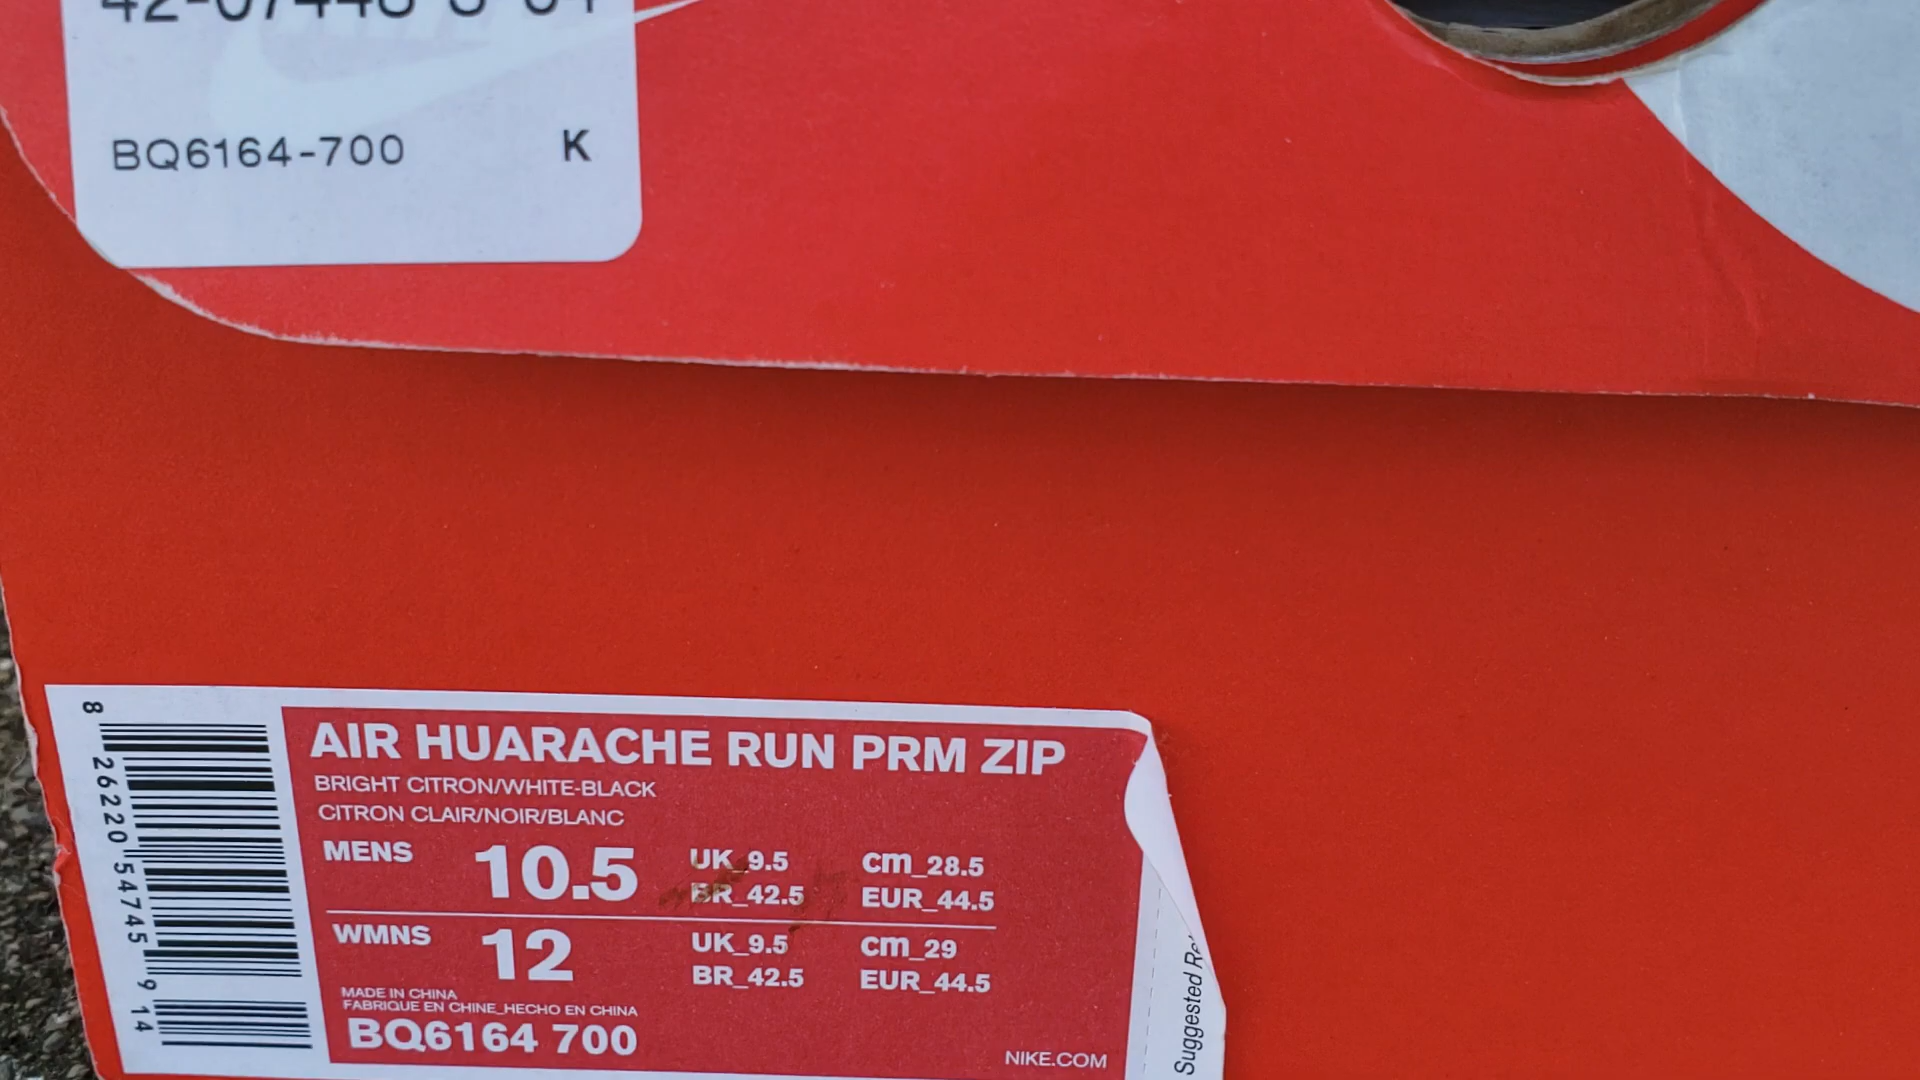 BQ6164-700 K
8 26220 54745 9 14
AIR HUARACHE RUN PRM ZIP
BRIGHT CITRON/WHITE-BLACK
CITRON CLAIR/NOIR/BLANC
MENS 10.5 UK_9.5 cm_28.5
BR_42.5 EUR_44.5
WMNS 12 UK_9.5 cm_29
BR_42.5 EUR_44.5
MADE IN CHINA
FABRIQUE EN CHINE_HECHO EN CHINA
BQ6164 700
NIKE.COM
Suggested